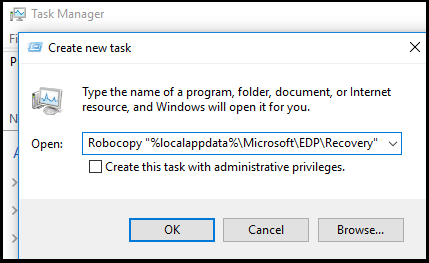 Task Manager
Fi
Create new task
P
Type the name of a program, folder, document, or Internet
resource, and Windows will open it for you.
N
Open:
Robocopy "%localappdata%\Microsoft\EDP\Recovery"
A
Create this task with administrative privileges.
OK
Cancel
Browse...